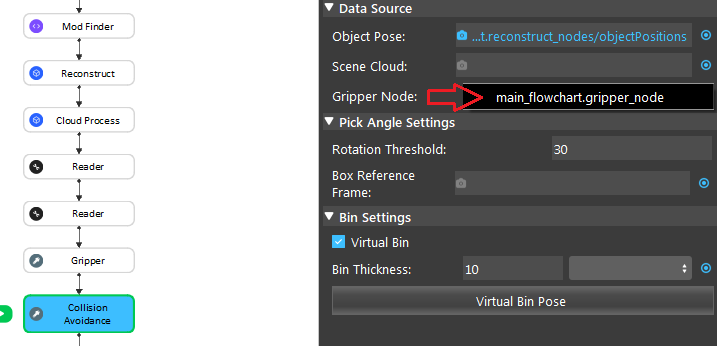 Mod Finder
Reconstruct
Cloud Process
Reader
Reader
Gripper
Collision
Avoidance
Data Source
Object Pose: ...t.reconstruct_nodes/objectPositions
Scene Cloud:
Gripper Node: main_flowchart.gripper_node
Pick Angle Settings
Rotation Threshold: 30
Box Reference
Frame:
Bin Settings
Virtual Bin
Bin Thickness: 10
Virtual Bin Pose